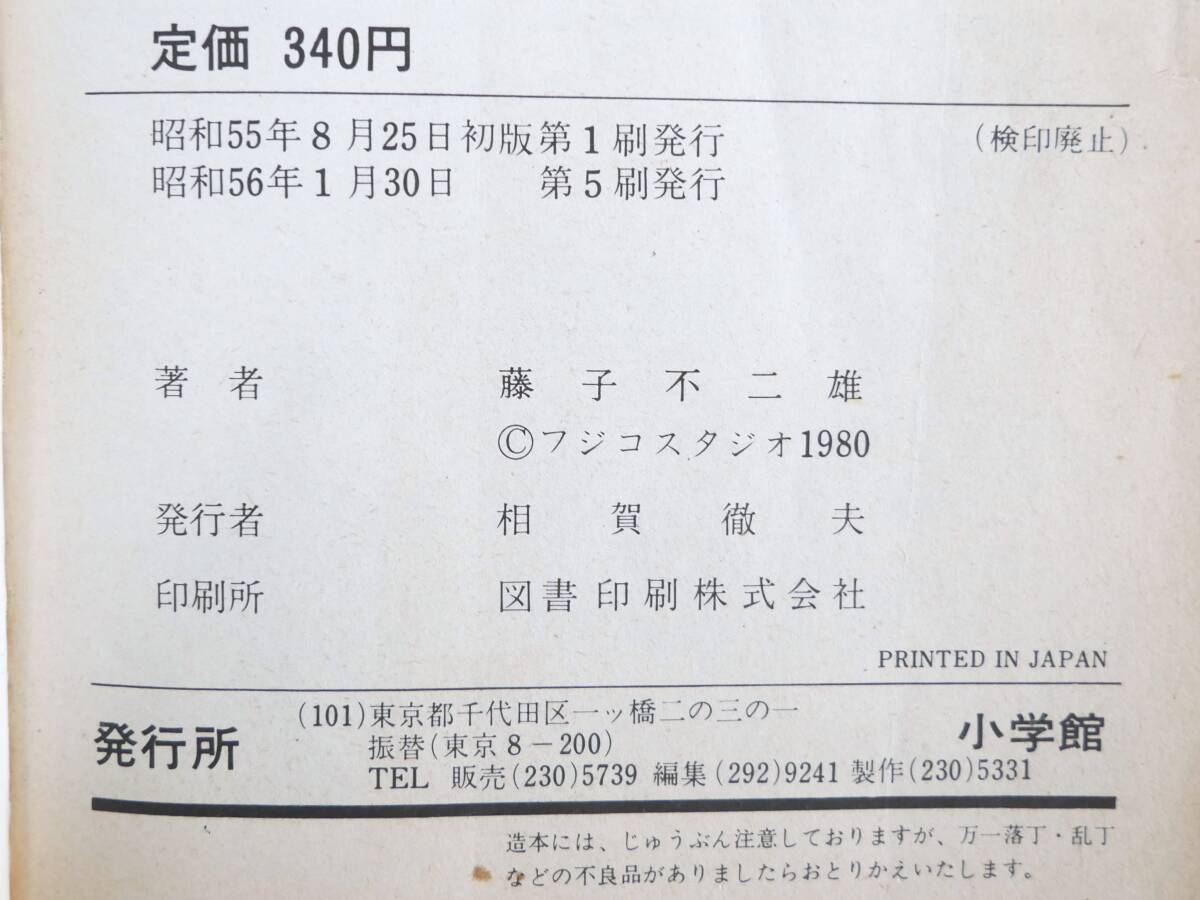 定価 340円
昭和55年8月25日初版第1刷発行 (検印廃止)
昭和56年1月30日 第5刷発行
著者 藤子不二雄
©フジコスタジオ1980
発行者 相賀徹夫
印刷所 図書印刷株式会社
PRINTED IN JAPAN
発行所 (101)東京都千代田区一ッ橋二の三の一 小学館
振替(東京8-200)
TEL 販売(230)5739 編集(292)9241 製作(230)5331
造本には、じゅうぶん注意しておりますが、万一落丁・乱丁
などの不良品がありましたらおとりかえいたします。